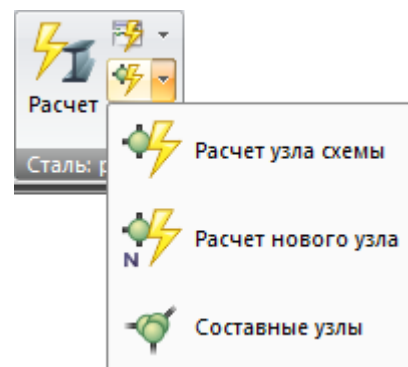 Расчет
Сталь: р
Расчет узла схемы
Расчет нового узла
N
Составные узлы